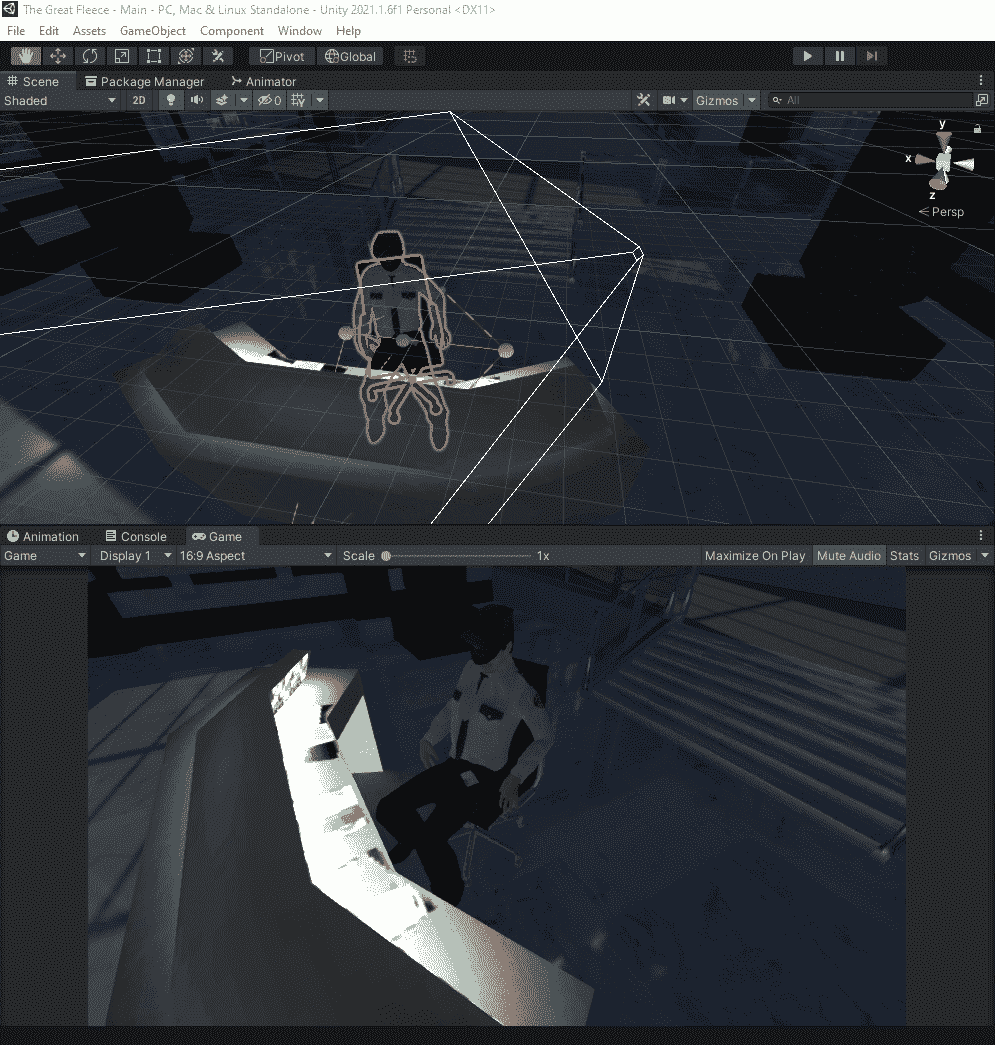 The Great Fleece - Main - PC, Mac & Linux Standalone - Unity 2021.1.6f1 Personal <DX11>
File Edit Assets GameObject Component Window Help
Pivot Global
Scene Package Manager Animator
Shaded 2D 0 Gizmos All
y
x
z
Persp
Animation Console Game
Game Display 1 16:9 Aspect Scale 1x Maximize On Play Mute Audio Stats Gizmos